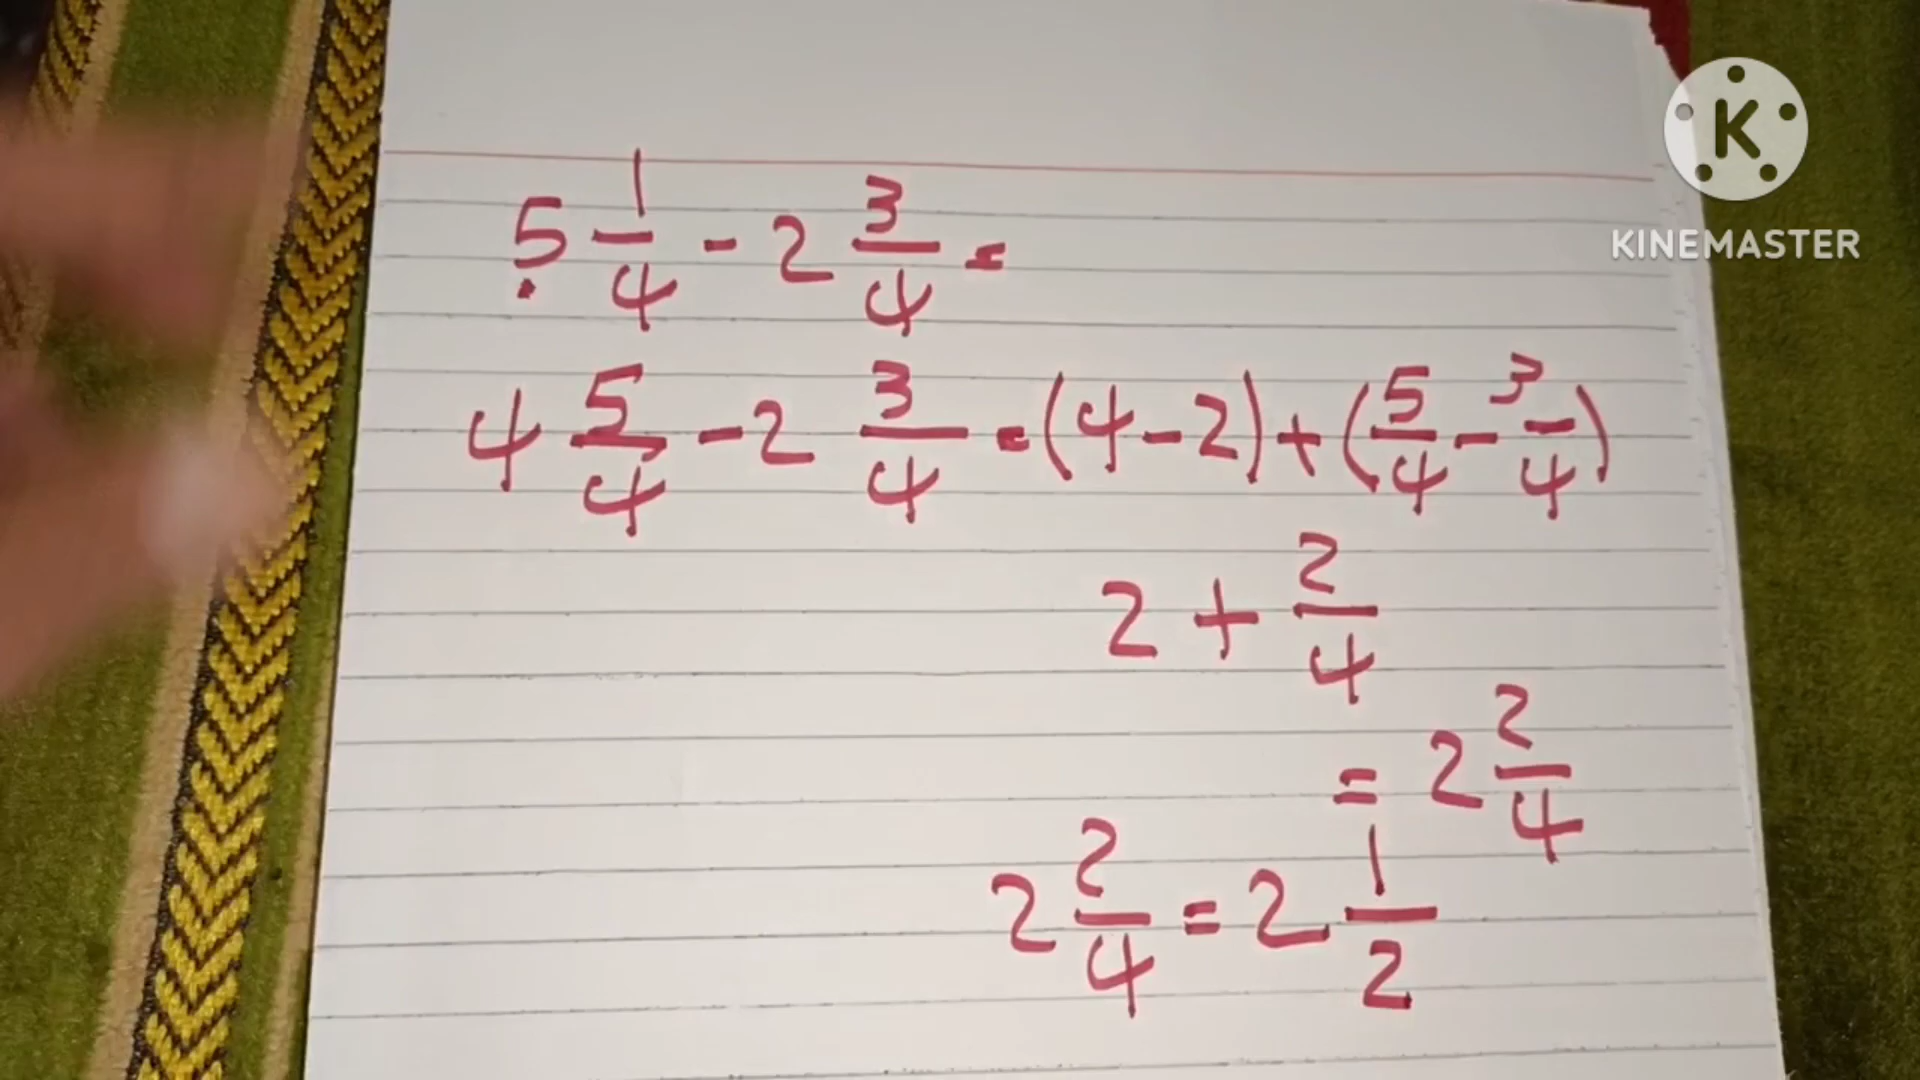 5 1/4 - 2 3/4 =
4 5/4 - 2 3/4 = (4 - 2) + (5/4 - 3/4)
2 + 2/4
= 2 2/4
2 2/4 = 2 1/2
K
KINEMASTER